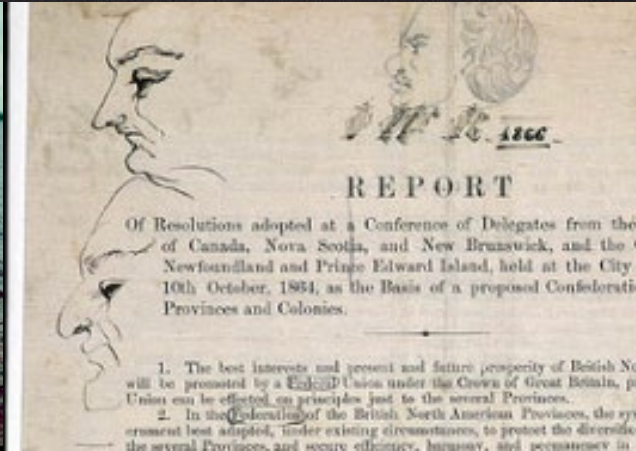 1866
REPORT
Of Resolutions adopted at a Conference of Delegates from the
of Canada, Nova Scotia, and New Brunswick, and the
Newfoundland and Prince Edward Island, held at the City
10th October, 1864, as the Basis of a proposed Confederati
Provinces and Colonies.
1. The best interests and present and future prosperity of British No
will be promoted by a Federal Union under the Crown of Great Britain, p
Union can be effected on principles just to the several Provinces.
2. In the Federation of the British North American Provinces, the sy
ernment best adopted, under existing circumstances, to protect the diversifie
the several Provinces, and secure efficiency, harmony, and permanency in